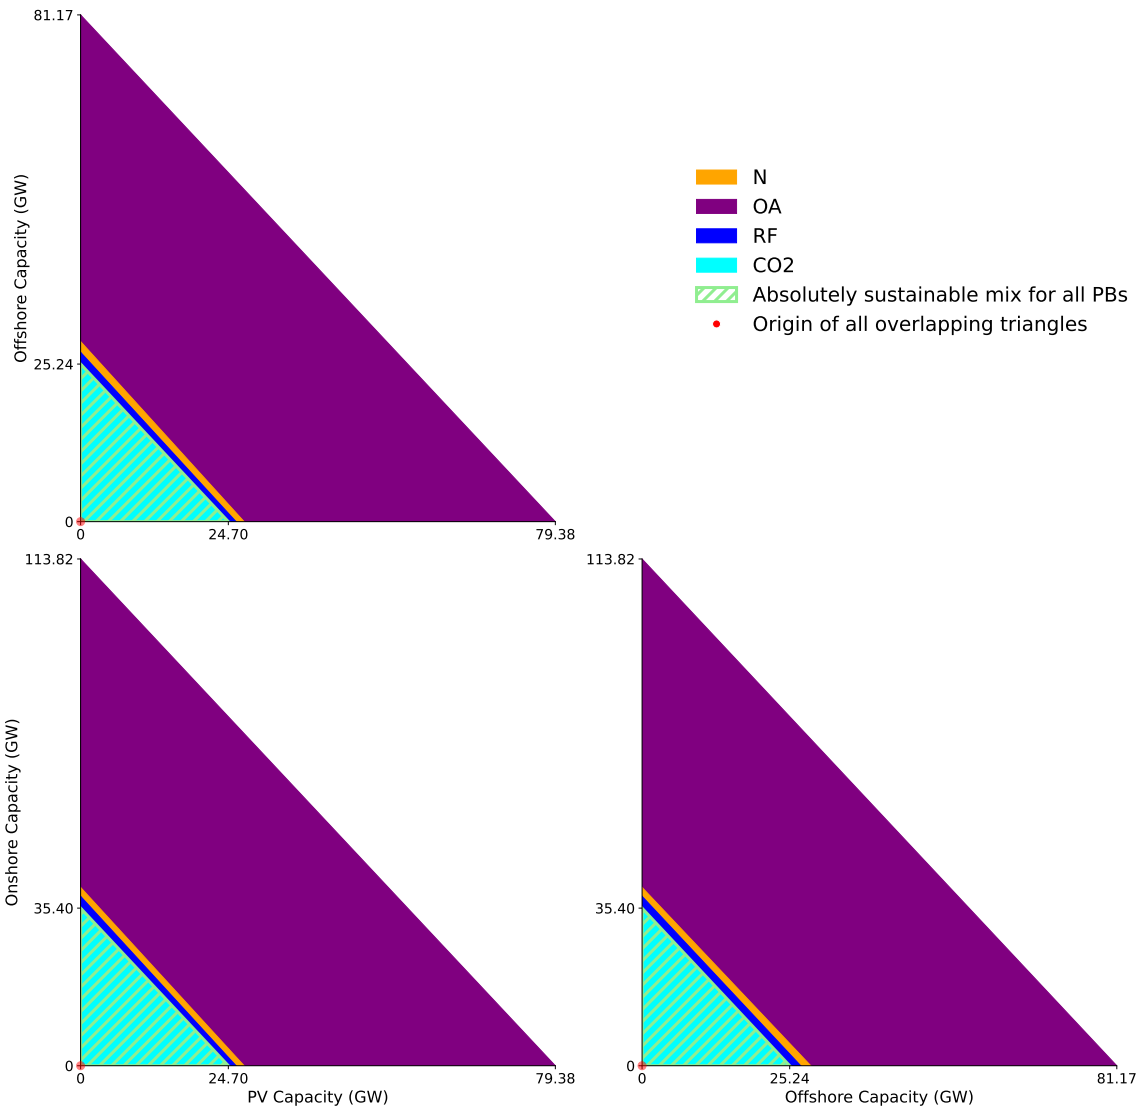 81.17
Offshore Capacity (GW)
25.24
0
0
24.70
79.38
N
OA
RF
CO2
Absolutely sustainable mix for all PBs
Origin of all overlapping triangles
113.82
Onshore Capacity (GW)
35.40
0
0
24.70
79.38
PV Capacity (GW)
113.82
35.40
0
0
25.24
81.17
Offshore Capacity (GW)